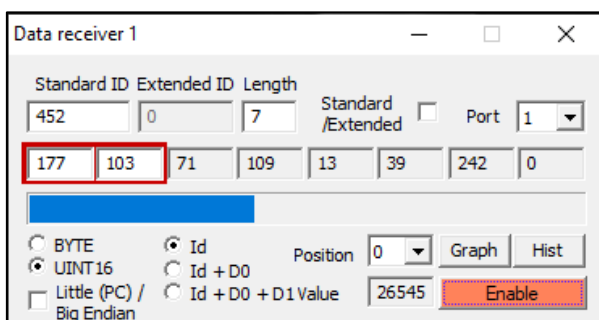 Data receiver 1
Standard ID Extended ID Length
452 0 7 Standard /Extended Port 1
177 103 71 109 13 39 242 0
BYTE Id Position 0 Graph Hist
UINT16 Id + D0
Little (PC) / Big Endian Id + D0 + D1 Value 26545 Enable